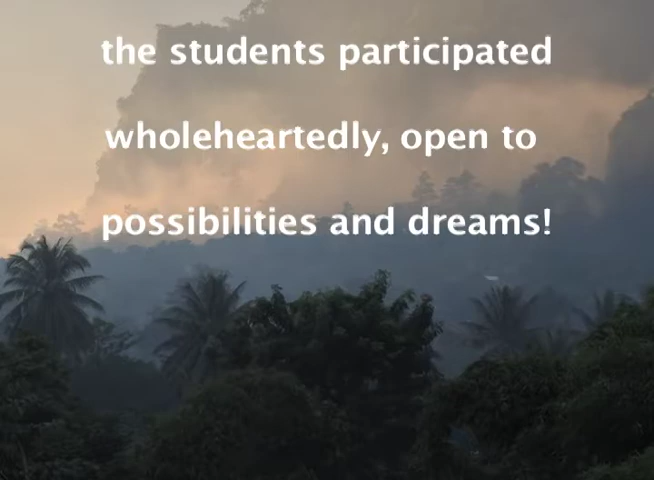 the students participated
wholeheartedly, open to
possibilities and dreams!